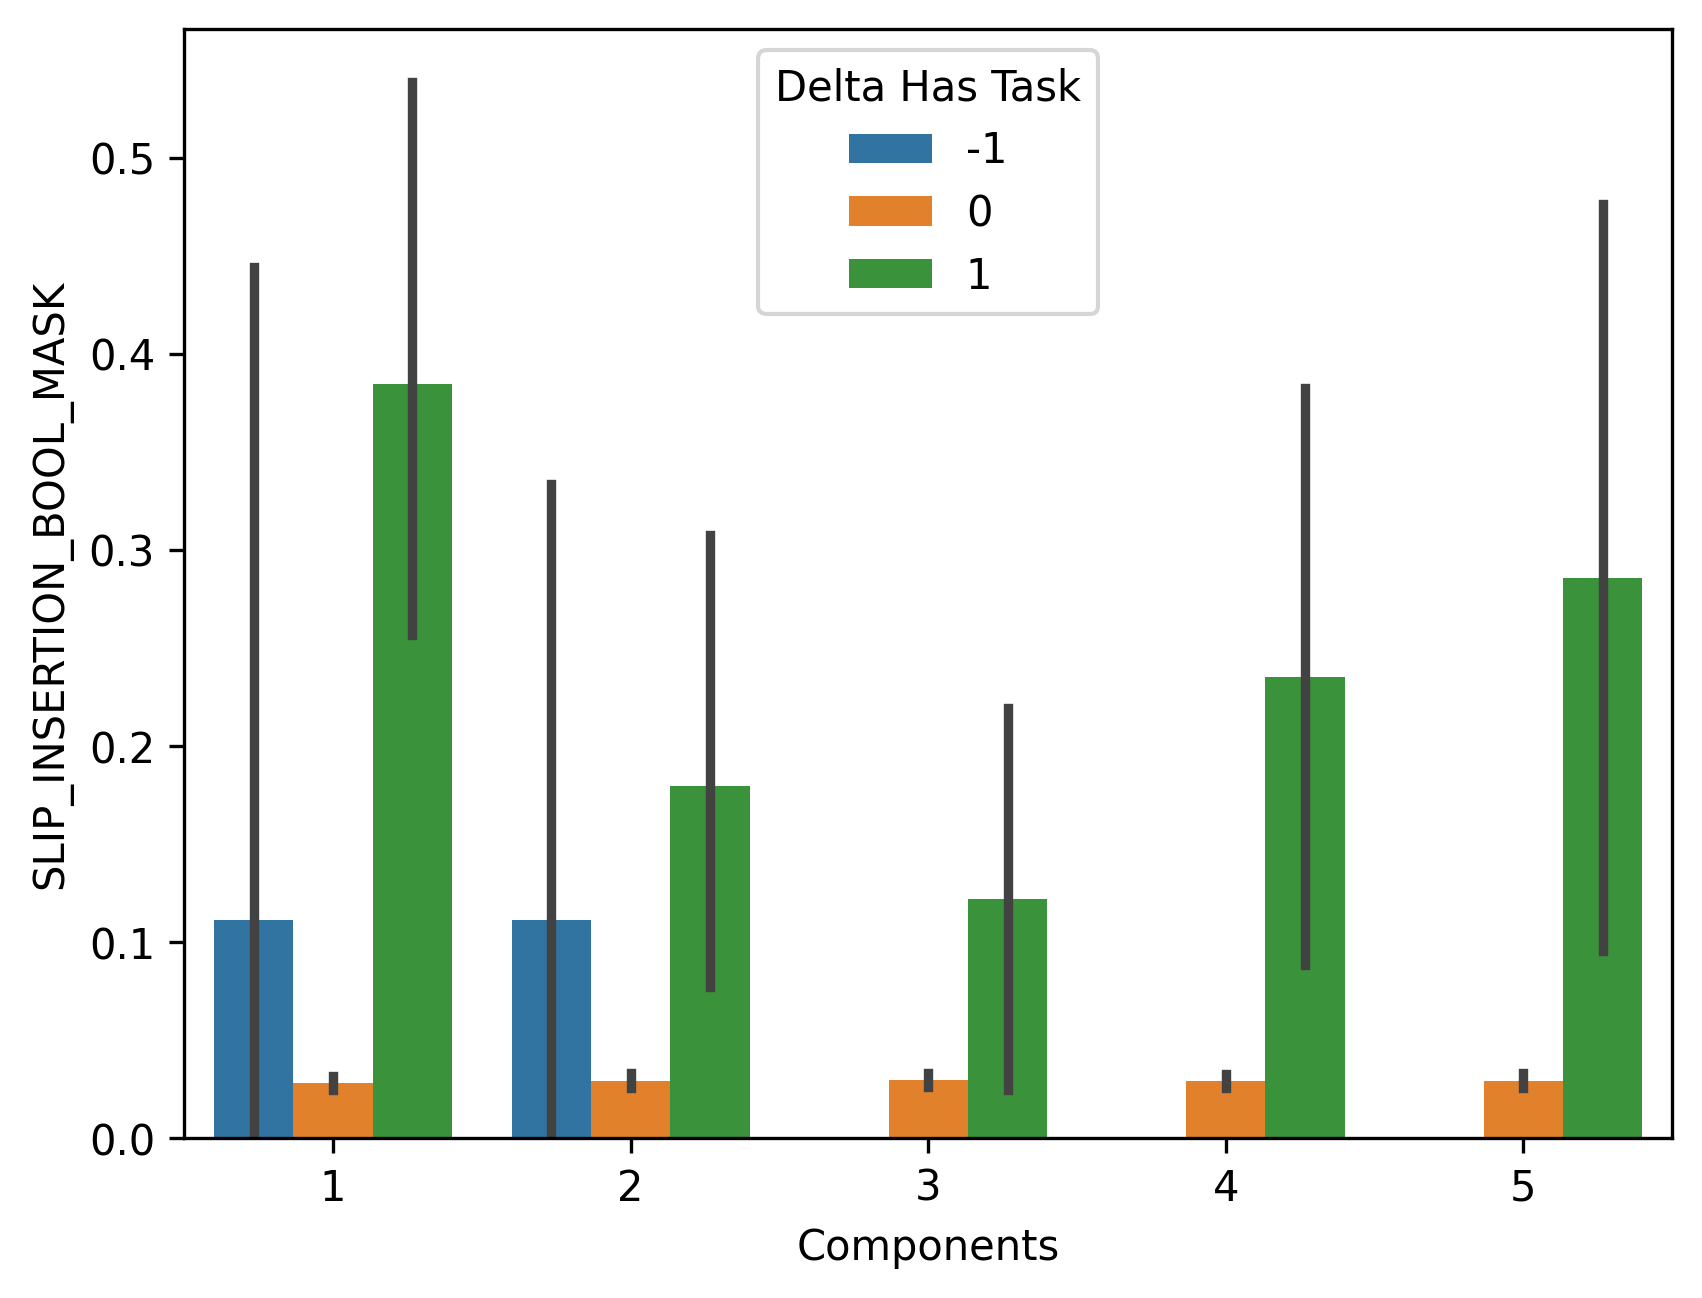 Delta Has Task
-1
0
1
0.5
0.4
0.3
0.2
0.1
0.0
SLIP_INSERTION_BOOL_MASK
1 2 3 4 5
Components